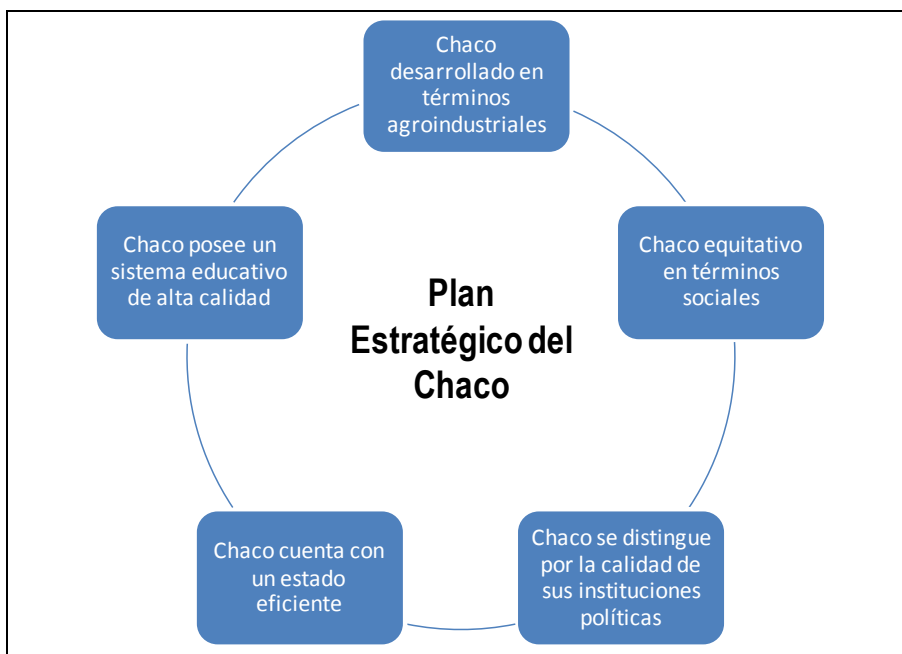 Chaco
desarrollado en
términos
agroindustriales
Chaco equitativo
en términos
sociales
Chaco se distingue
por la calidad de
sus instituciones
políticas
Chaco cuenta con
un estado
eficiente
Chaco posee un
sistema educativo
de alta calidad
Plan
Estratégico del
Chaco